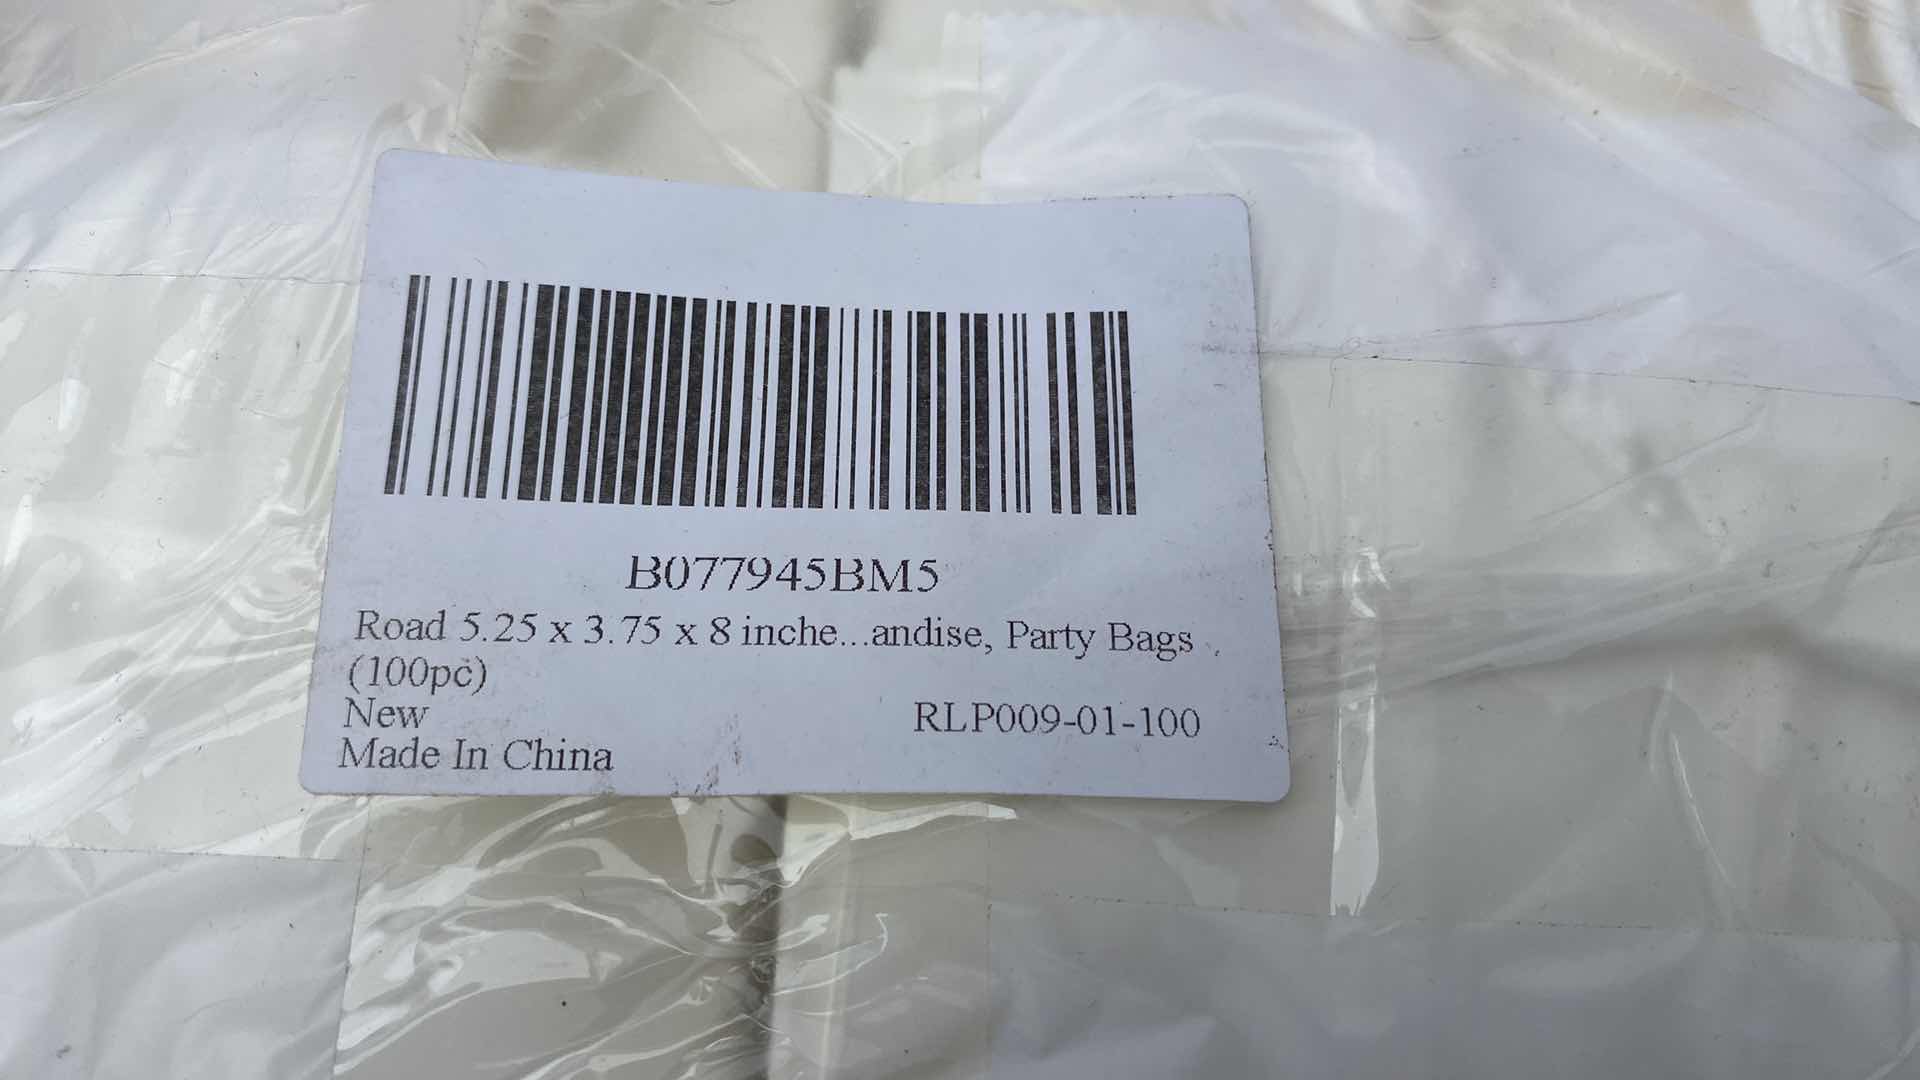 B077945BM5
Road 5.25 x 3.75 x 8 inche...andise, Party Bags
(100pc)
New
RLP009-01-100
Made In China